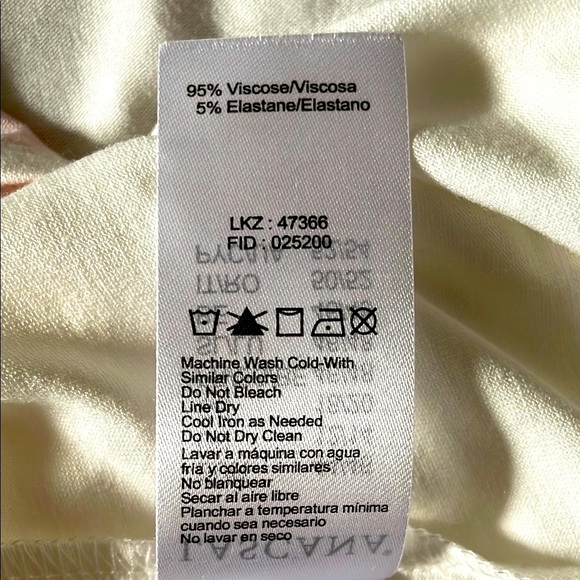 95% Viscose/Viscosa
5% Elastane/Elastano
LKZ : 47366
FID : 025200
Machine Wash Cold-With
Similar Colors
Do Not Bleach
Line Dry
Cool Iron as Needed
Do Not Dry Clean
Lavar a máquina con agua
fria y colores similares
No blanquear
Secar al aire libre
Planchar a temperatura mínima
cuando sea necesario
No lavar en seco
LASCANA®